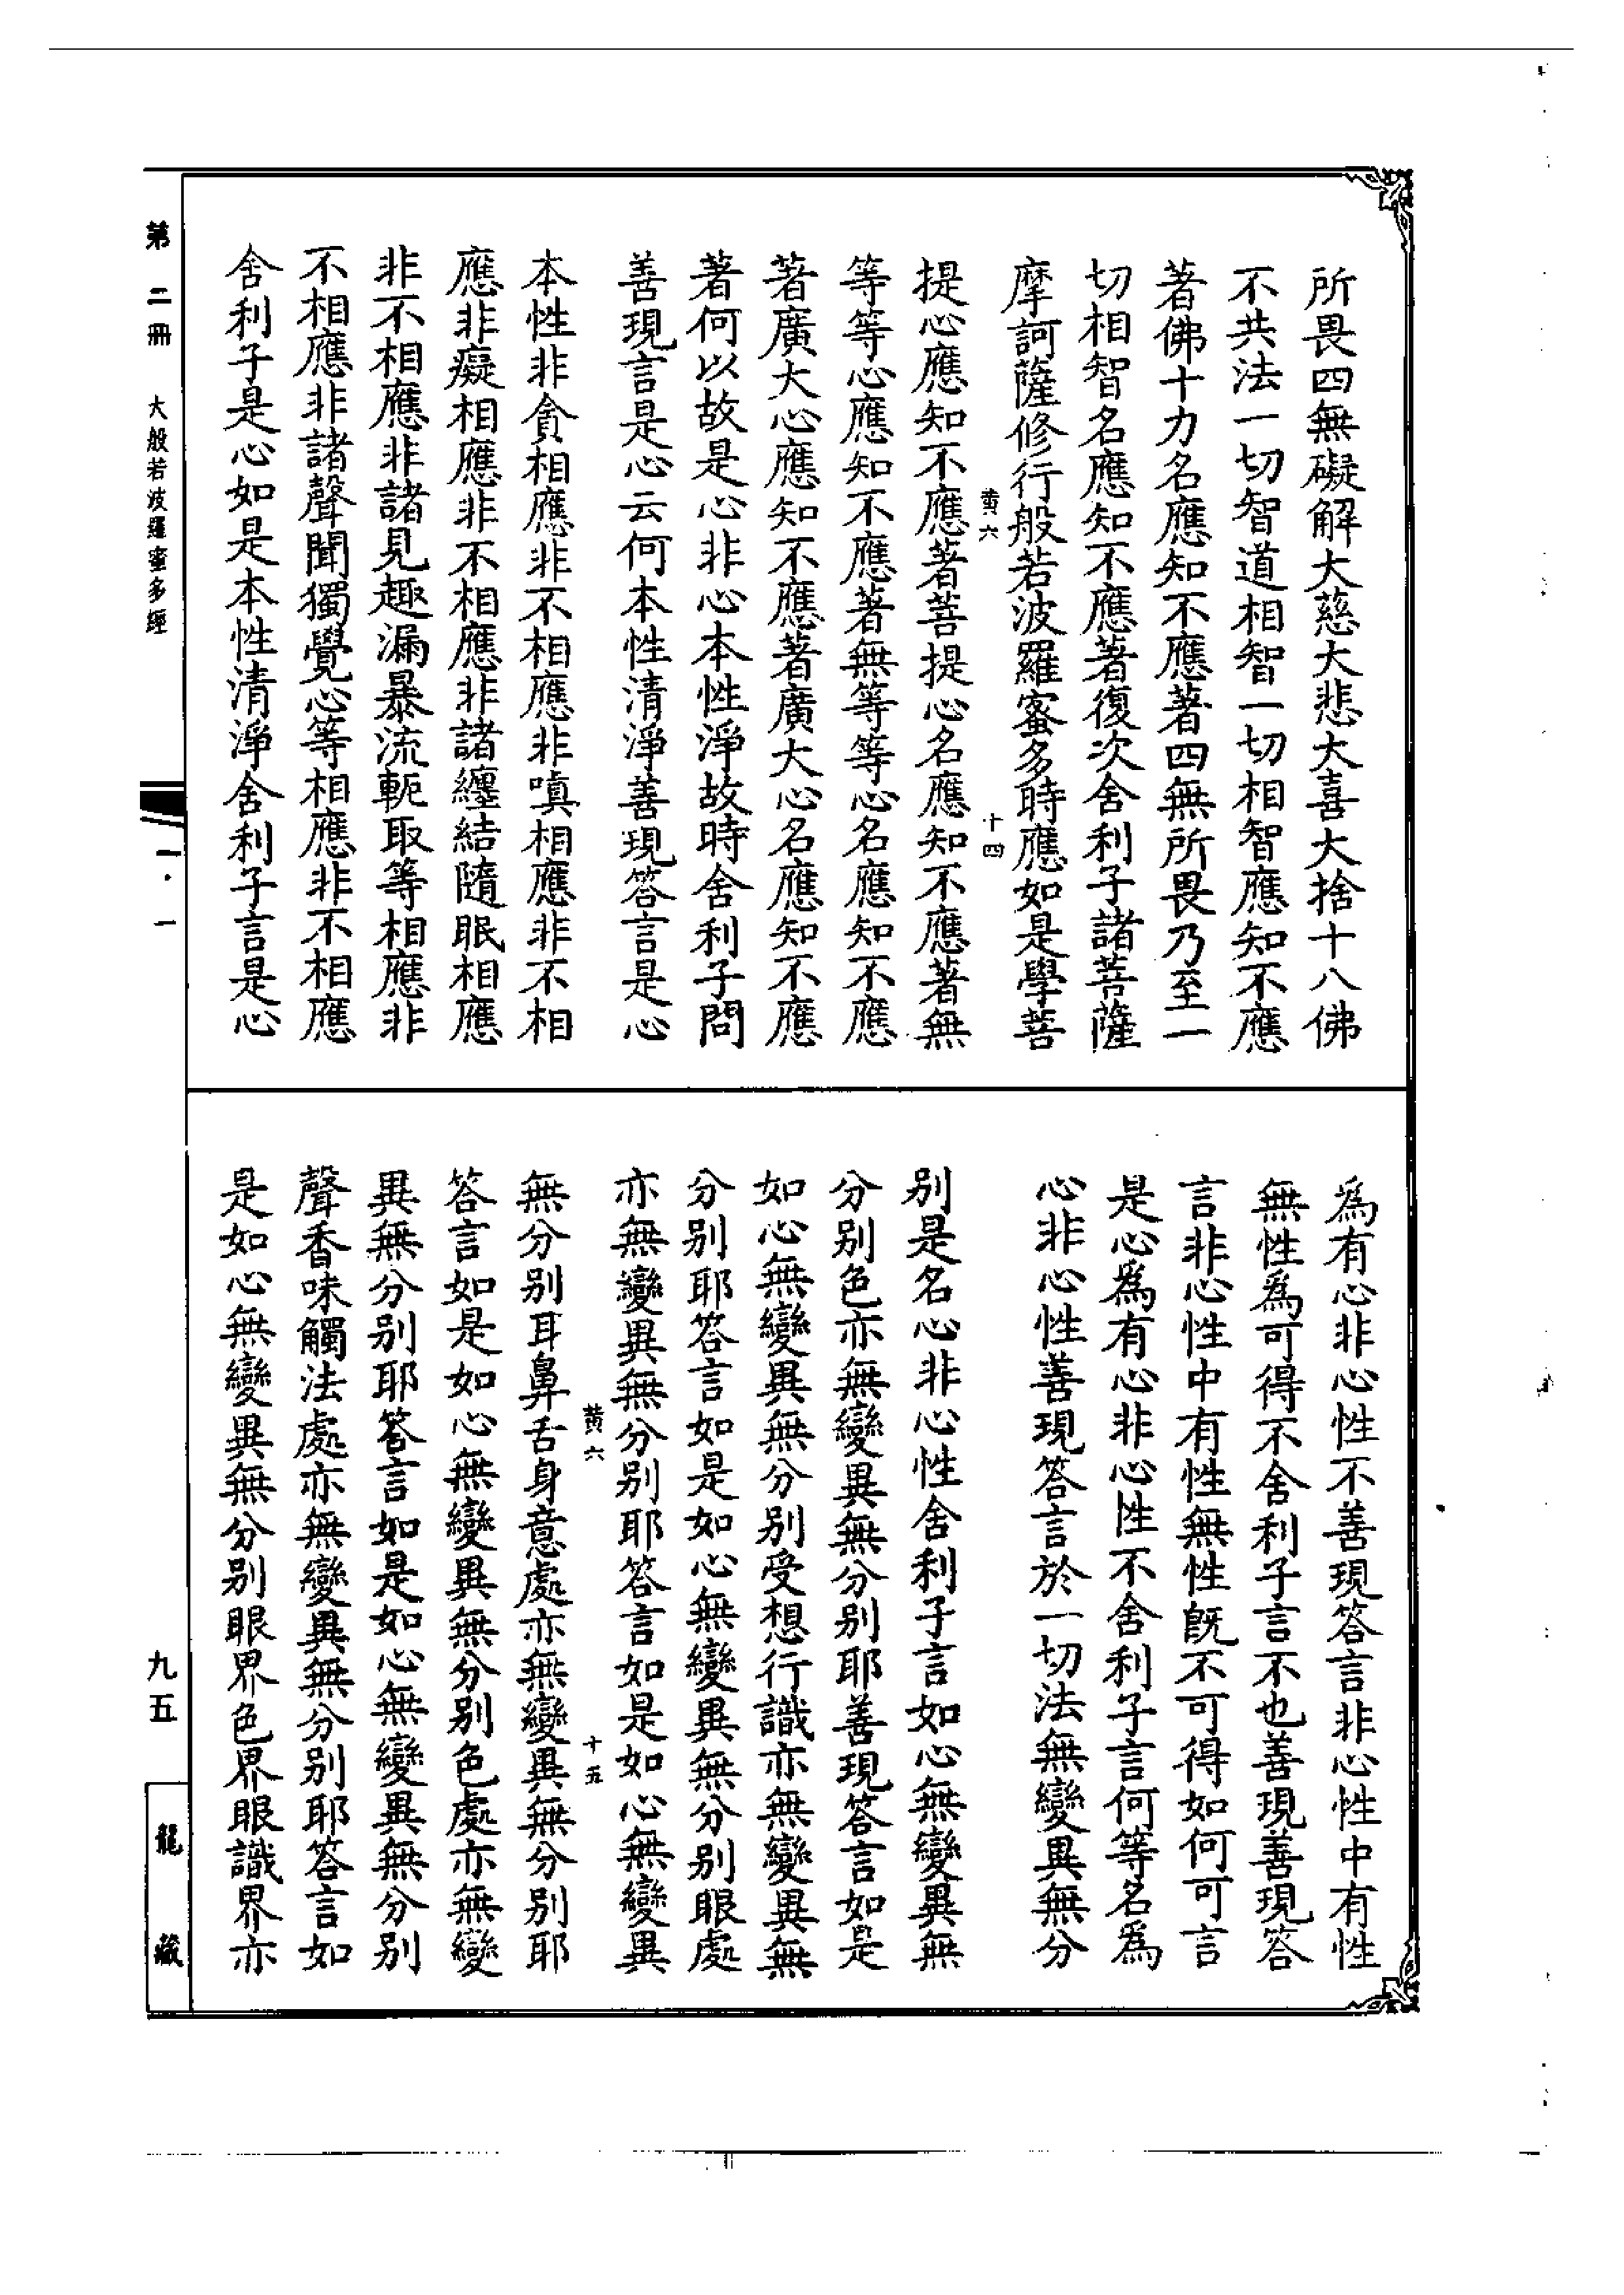 所畏四無礙解大慈大悲大喜大捨十八佛
不共法一切智道相智一切相智應知不應
著佛十力名應知不應著四無所畏乃至一
切相智名應知不應著復次舍利子諸菩薩
摩訶薩修行般若波羅蜜多時應如是學菩
黃六 十四
提心應知不應著菩提心名應知不應著無
等等心應知不應著無等等心名應知不應
著廣大心應知不應著廣大心名應知不應
著何以故是心非心本性淨故時舍利子問
善現言是心云何本性清淨善現答言是心
本性非貪相應非不相應非嗔相應非不相
應非癡相應非不相應非諸纏結隨眠相應
非不相應非諸見趣漏暴流軛取等相應非
不相應非諸聲聞獨覺心等相應非不相應
舍利子是心如是本性清淨舍利子言是心
為有心非心性不善現答言非心性中有性
無性為可得不舍利子言不也善現善現答
言非心性中有性無性既不可得如何可言
是心為有心非心性不舍利子言何等名為
心非心性善現答言於一切法無變異無分
別是名心非心性舍利子言如心無變異無
分別色亦無變異無分別耶善現答言如是
如心無變異無分別受想行識亦無變異無
分別耶答言如是如心無變異無分別眼處
亦無變異無分別耶答言如是如心無變異
黃六 十五
無分別耳鼻舌身意處亦無變異無分別耶
答言如是如心無變異無分別色處亦無變
異無分別耶答言如是如心無變異無分別
聲香味觸法處亦無變異無分別耶答言如
是如心無變異無分別眼界色界眼識界亦
第二冊 大般若波羅蜜多經
一·一
九五
龍藏